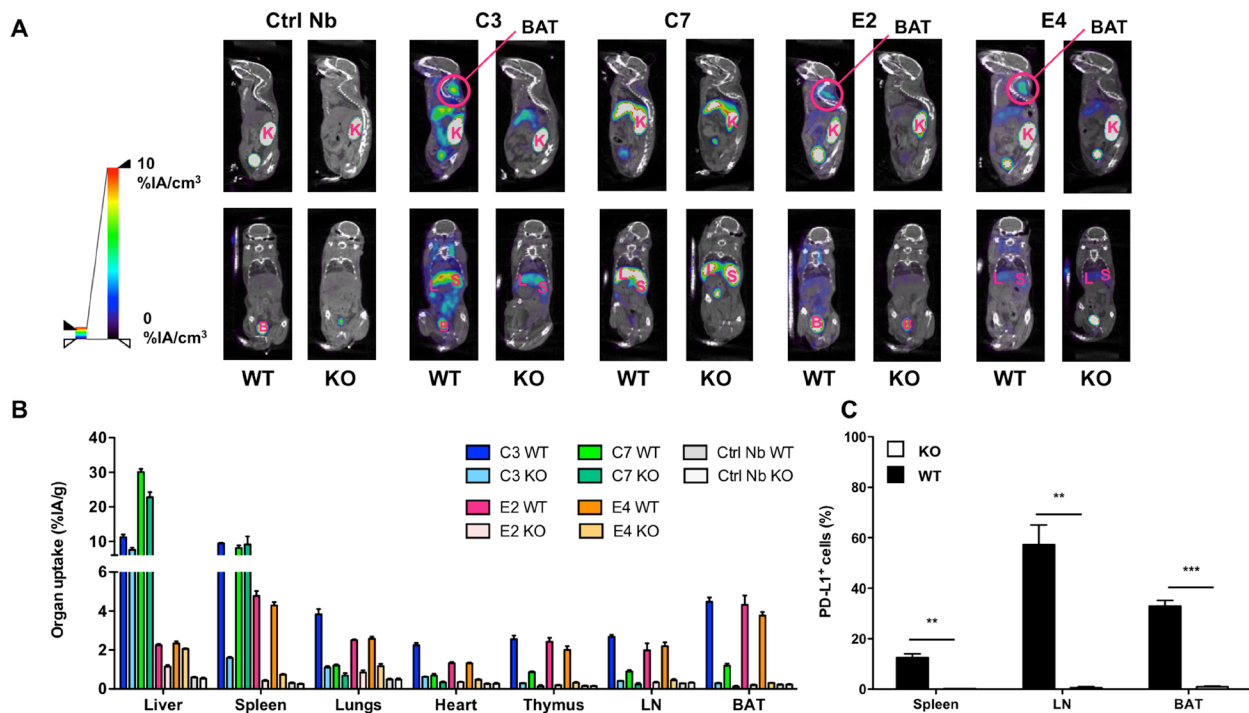 A
Ctrl Nb C3 C7 E2 E4
BAT BAT BAT
K K K K K K K K K K
10
%IA/cm³
0
%IA/cm³
L S L S L S L S L S L S
B B B B
WT KO WT KO WT KO WT KO WT KO
B
Organ uptake (%IA/g)
40
30
20
10
6
4
2
0
C3 WT C7 WT Ctrl Nb WT
C3 KO C7 KO Ctrl Nb KO
E2 WT E4 WT
E2 KO E4 KO
Liver Spleen Lungs Heart Thymus LN BAT
C
PD-L1⁺ cells (%)
100
80
60
40
20
0
KO
WT
** ** ***
Spleen LN BAT